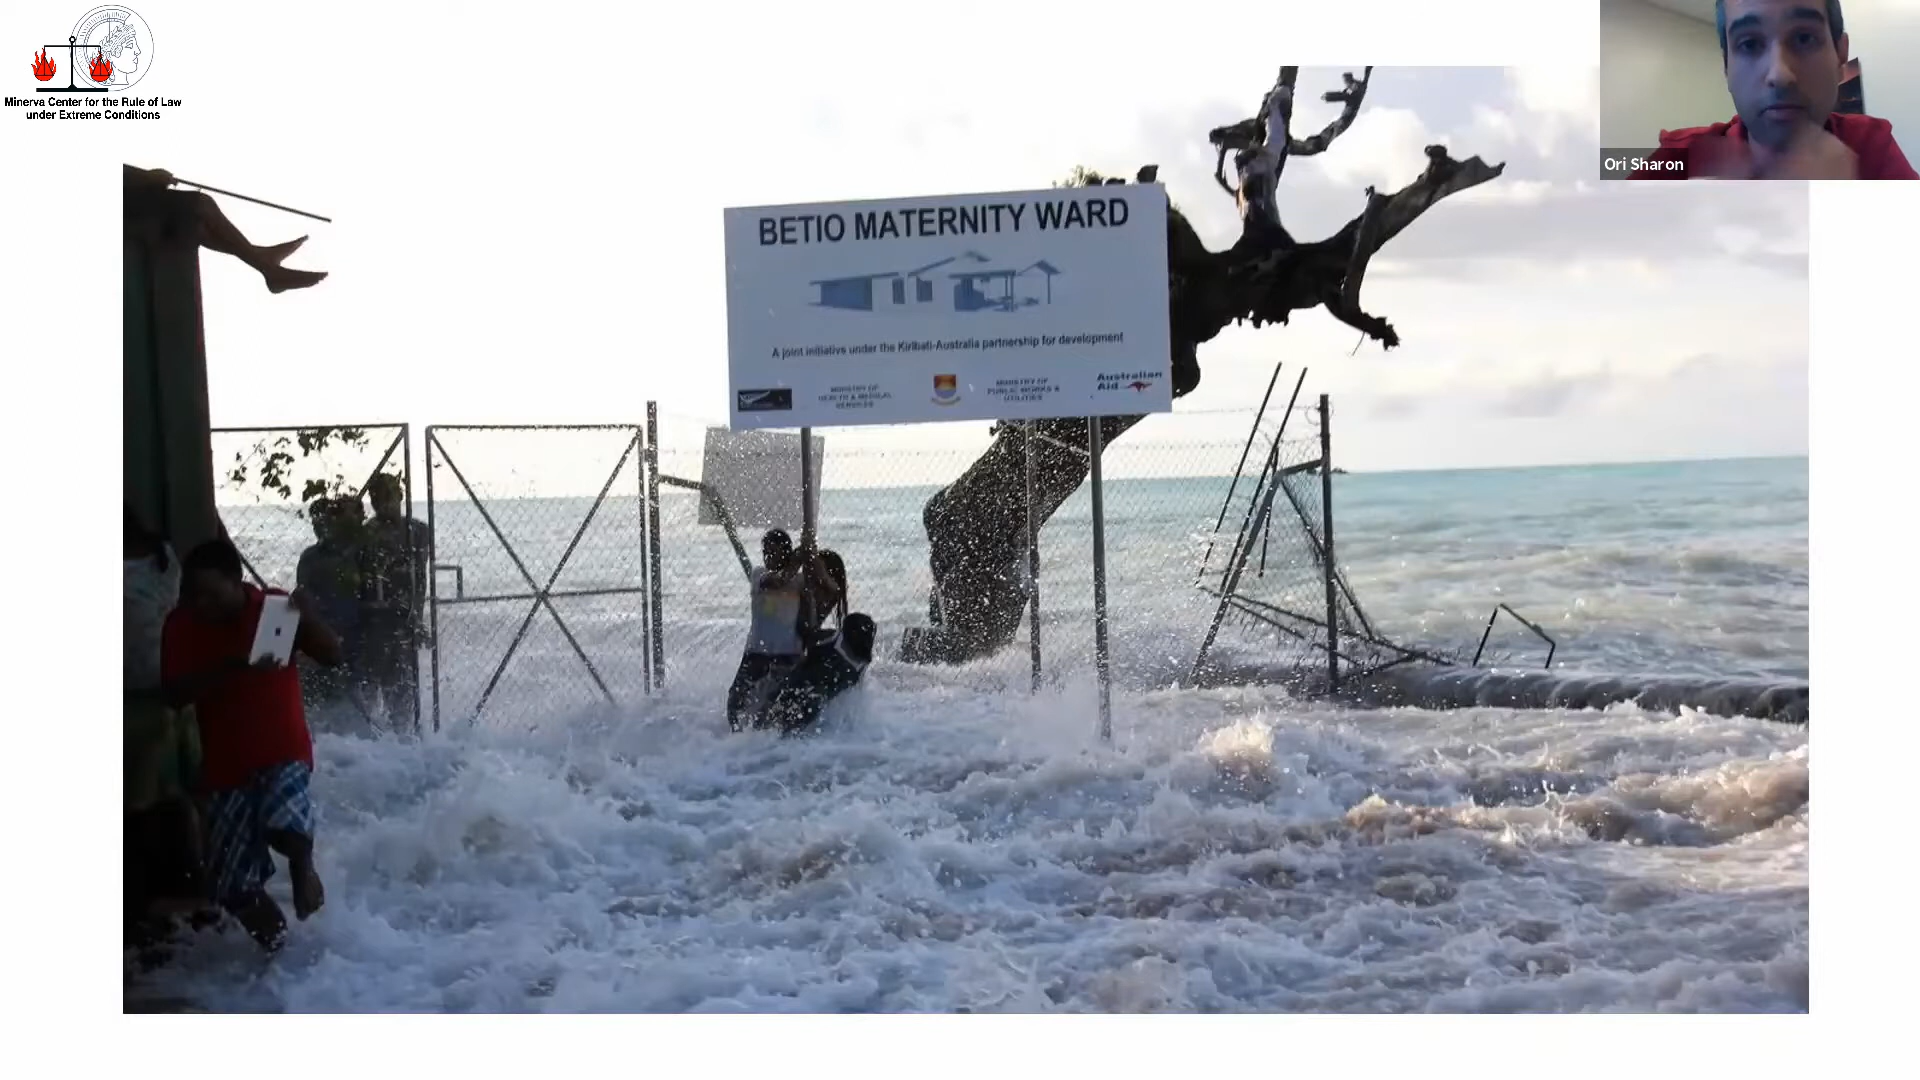 Minerva Center for the Rule of Law
under Extreme Conditions
Ori Sharon
BETIO MATERNITY WARD
A joint initiative under the Kiribati-Australia partnership for development
MINISTRY OF
HEALTH & MEDICAL
SERVICES
MINISTRY OF
PUBLIC WORKS &
UTILITIES
Australian
Aid